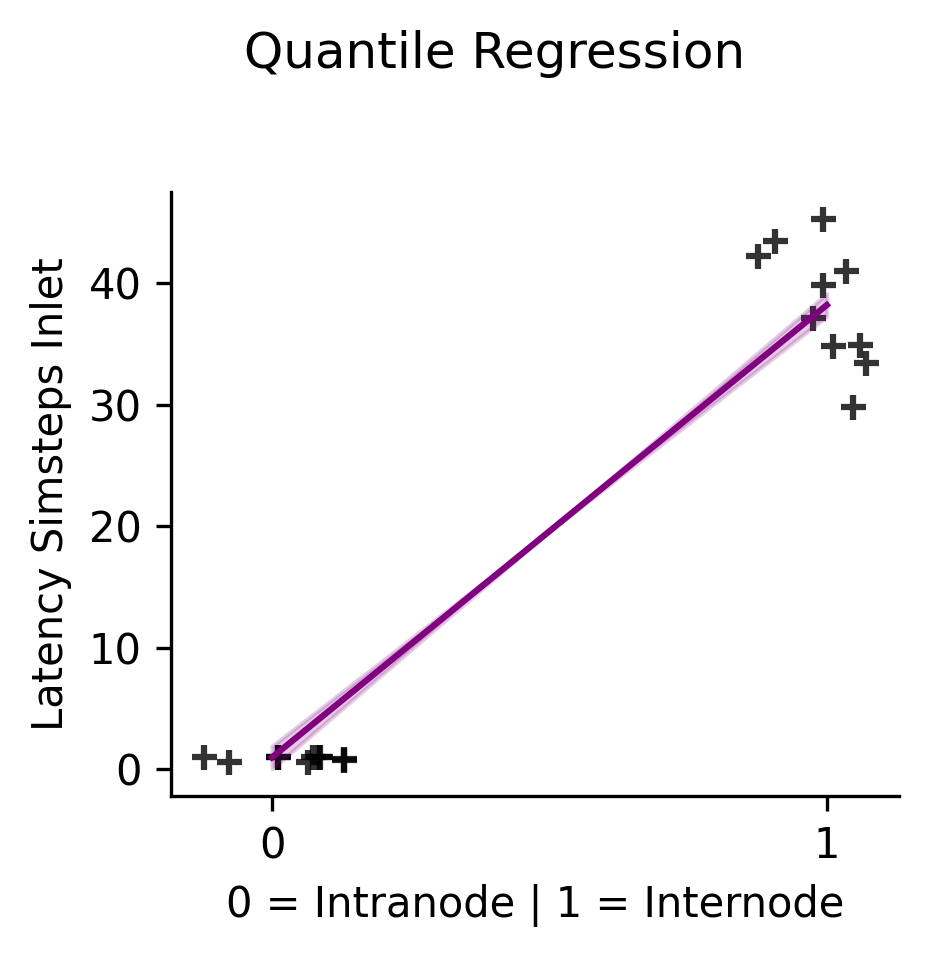 Quantile Regression
Latency Simsteps Inlet
40
30
20
10
0
0 1
0 = Intranode | 1 = Internode